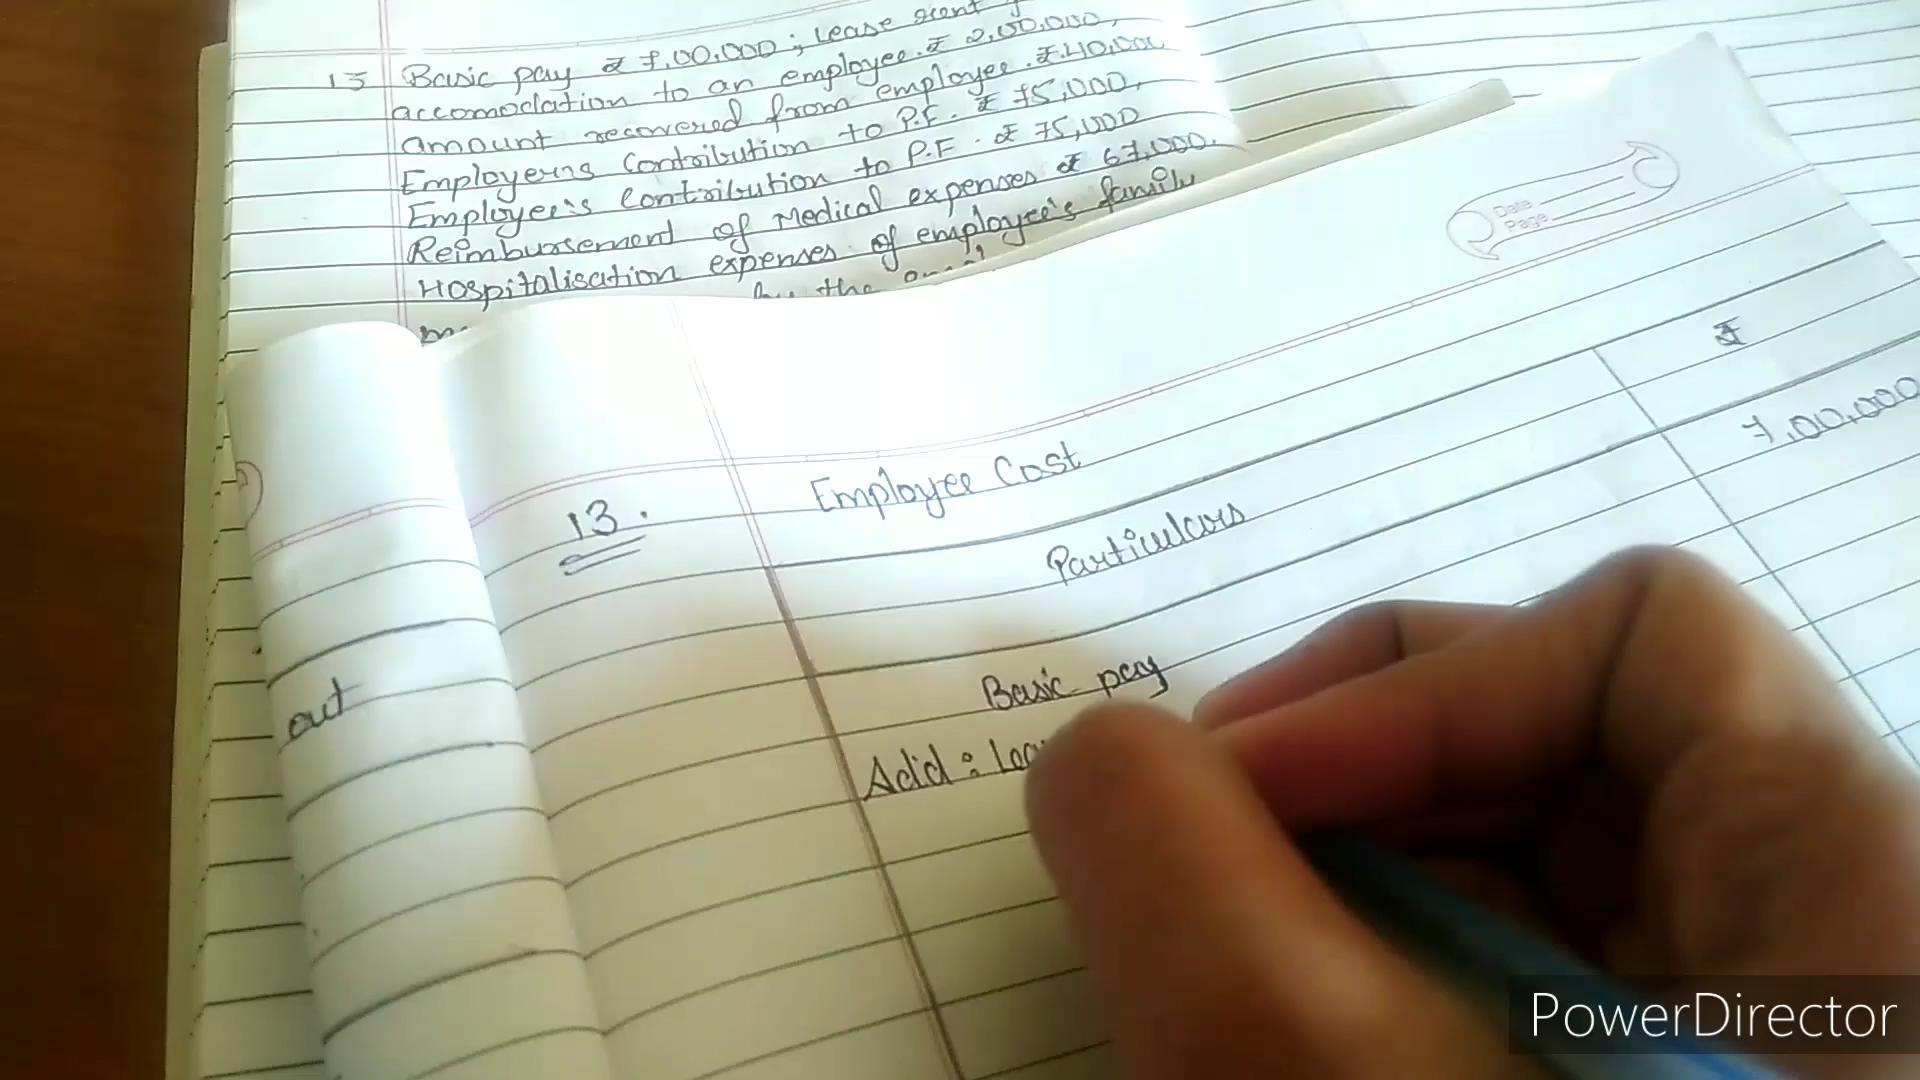 13 Basic pay ₹ 7,00,000 ; Lease rent
accomodation to an employee. ₹ 2,00,000,
amount recovered from employee. ₹.40,000
Employer's Contribution to P.F. ₹ 75,000,
Employee's Contribution to P.F. ₹ 75,000
Reimbursement of Medical expenses ₹ 67,000.
Hospitalisation expenses of employee's family
by the
Date
Page
₹
7,00,000
Employee Cost
13.
Particulars
Basic pay
Add :
out
PowerDirector